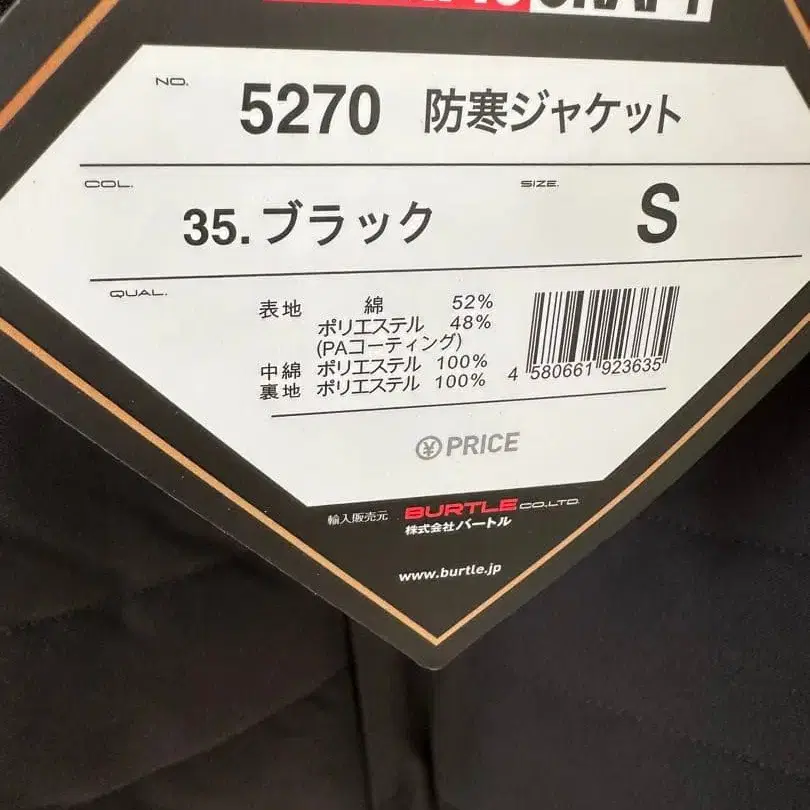 CRAFT
NO.
5270 防寒ジャケット
COL.
35.ブラック
SIZE.
S
QUAL.
表地 綿 52%
ポリエステル 48%
(PAコーティング)
中綿 ポリエステル 100%
裏地 ポリエステル 100%
4 580661 923635
¥ PRICE
輸入販売元 BURTLE CO.,LTD.
株式会社バートル
www.burtle.jp